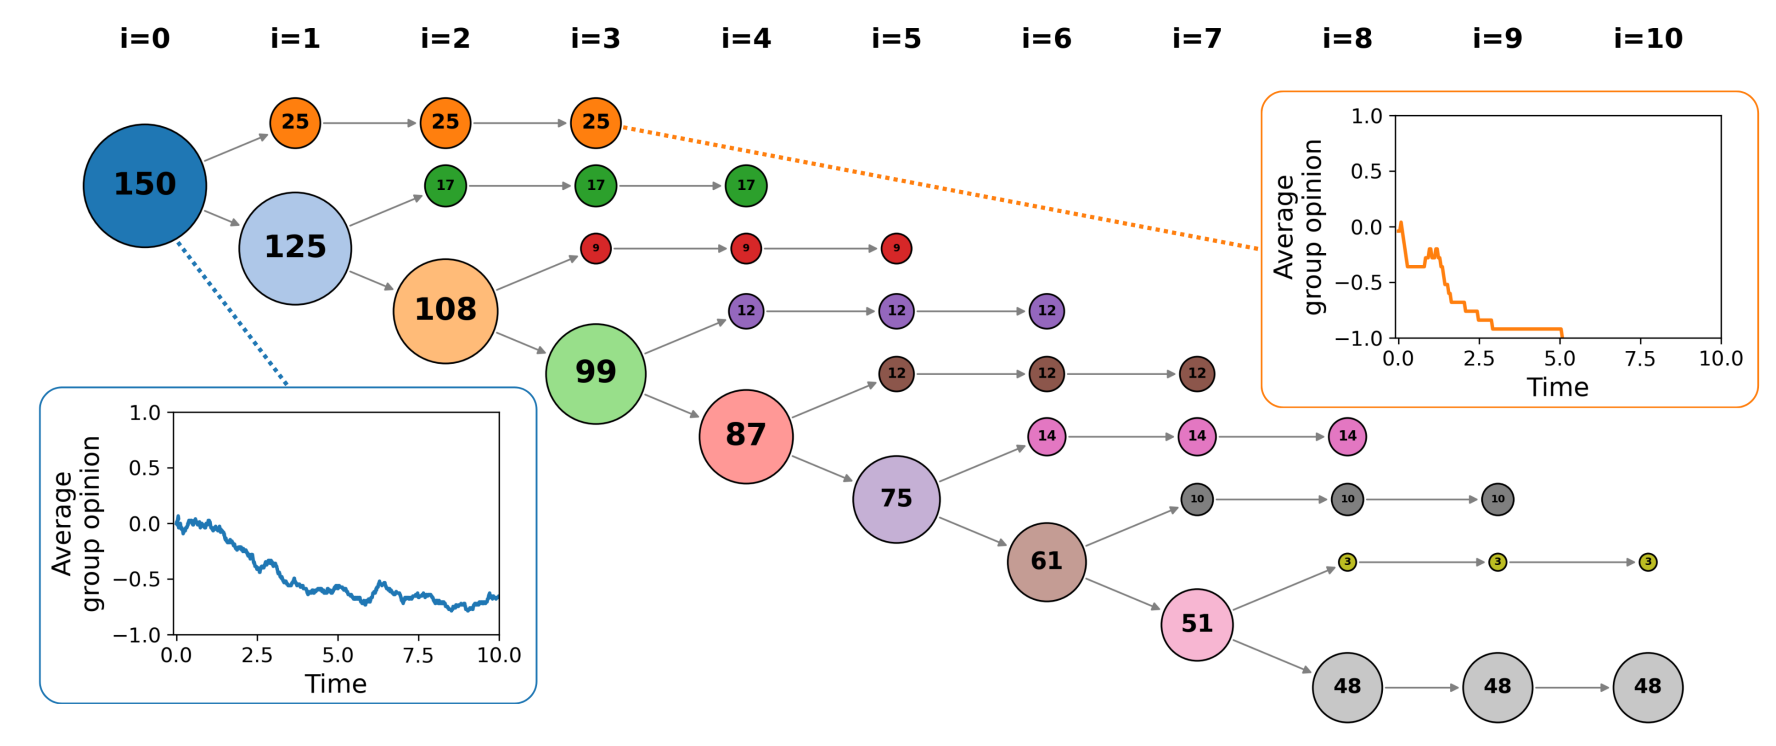 i=0 i=1 i=2 i=3 i=4 i=5 i=6 i=7 i=8 i=9 i=10
25 25 25
150
17 17 17
125
9 9 9
108
12 12 12
99
12 12 12
87
14 14 14
75
10 10 10
61
3 3 3
51
48 48 48
Average
group opinion
1.0
0.5
0.0
−0.5
−1.0
0.0 2.5 5.0 7.5 10.0
Time
Average
group opinion
1.0
0.5
0.0
−0.5
−1.0
0.0 2.5 5.0 7.5 10.0
Time